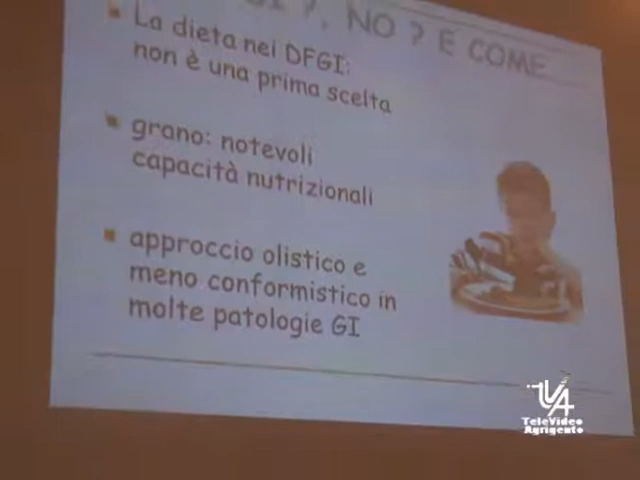 ?, NO ? E COME
La dieta nei DFGI:
non è una prima scelta
grano: notevoli
capacità nutrizionali
approccio olistico e
meno conformistico in
molte patologie GI
TeleVideo
Agrigento